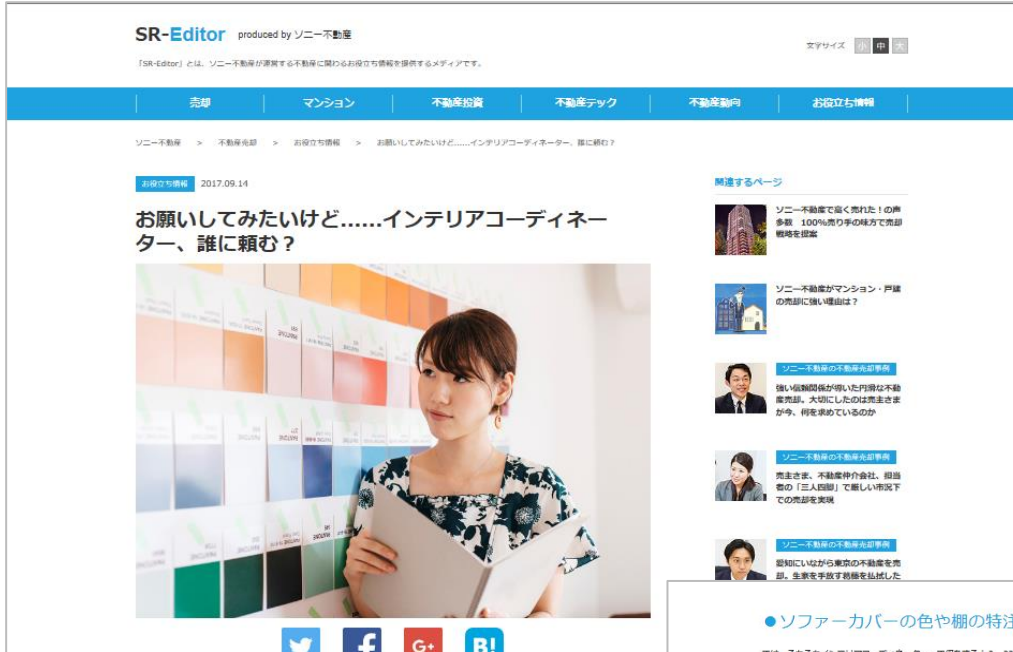 SR-Editor produced by ソニー不動産
「SR-Editor」とは、ソニー不動産が運営する不動産に関わるお役立ち情報を提供するメディアです。
文字サイズ 小 中 大
売却 マンション 不動産投資 不動産テック 不動産動向 お役立ち情報
ソニー不動産 > 不動産売却 > お役立ち情報 > お願いしてみたいけど……インテリアコーディネーター、誰に頼む?
お役立ち情報 2017.09.14
お願いしてみたいけど……インテリアコーディネー
ター、誰に頼む?
PANTONE
G+
B!
関連するページ
ソニー不動産で高く売れた!の声
多数 100%売り手の味方で売却
戦略を提案
ソニー不動産がマンション・戸建
の売却に強い理由は?
ソニー不動産の不動産売却事例
強い信頼関係が導いた円滑な不動
産売却。大切にしたのは売主さま
が今、何を求めているのか
ソニー不動産の不動産売却事例
売主さま、不動産仲介会社、担当
者の「三人四脚」で厳しい市況下
での売却を実現
ソニー不動産の不動産売却事例
愛知にいながら東京の不動産を売
却。生家を手放す葛藤を払拭した
●ソファーカバーの色や棚の特注